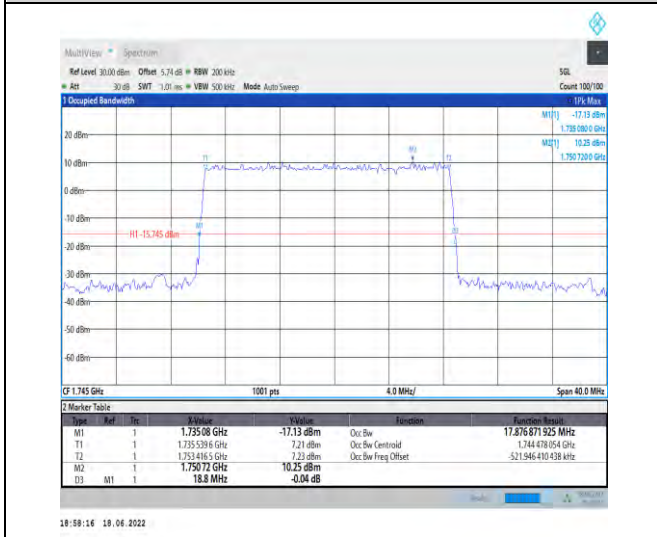 MultiView Spectrum
Ref Level 30.00 dBm Offset 5.74 dB RBW 200 kHz SGL
Att 30 dB SWT 1.01 ms VBW 500 kHz Mode Auto Sweep Count 100/100
1 Occupied Bandwidth 1Pk Max
M1[1] -17.13 dBm
1.735 080 0 GHz
M2[1] 10.25 dBm
1.750 720 0 GHz
20 dBm
10 dBm
0 dBm
-10 dBm
-20 dBm
-30 dBm
-40 dBm
-50 dBm
-60 dBm
T1
T2
M1
H1 -15.745 dBm
CF 1.745 GHz 1001 pts 4.0 MHz/ Span 40.0 MHz
2 Marker Table
Type Ref Trc X-Value Y-Value Function Function Result
M1 1 1.735 08 GHz -17.13 dBm Occ Bw 17.876 871 925 MHz
T1 1 1.735 539 6 GHz 7.21 dBm Occ Bw Centroid 1.744 478 054 GHz
T2 1 1.753 416 5 GHz 7.23 dBm Occ Bw Freq Offset -521.946 410 438 kHz
M2 1 1.750 72 GHz 10.25 dBm
D3 M1 1 18.8 MHz -0.04 dB
18:58:16 18.06.2022